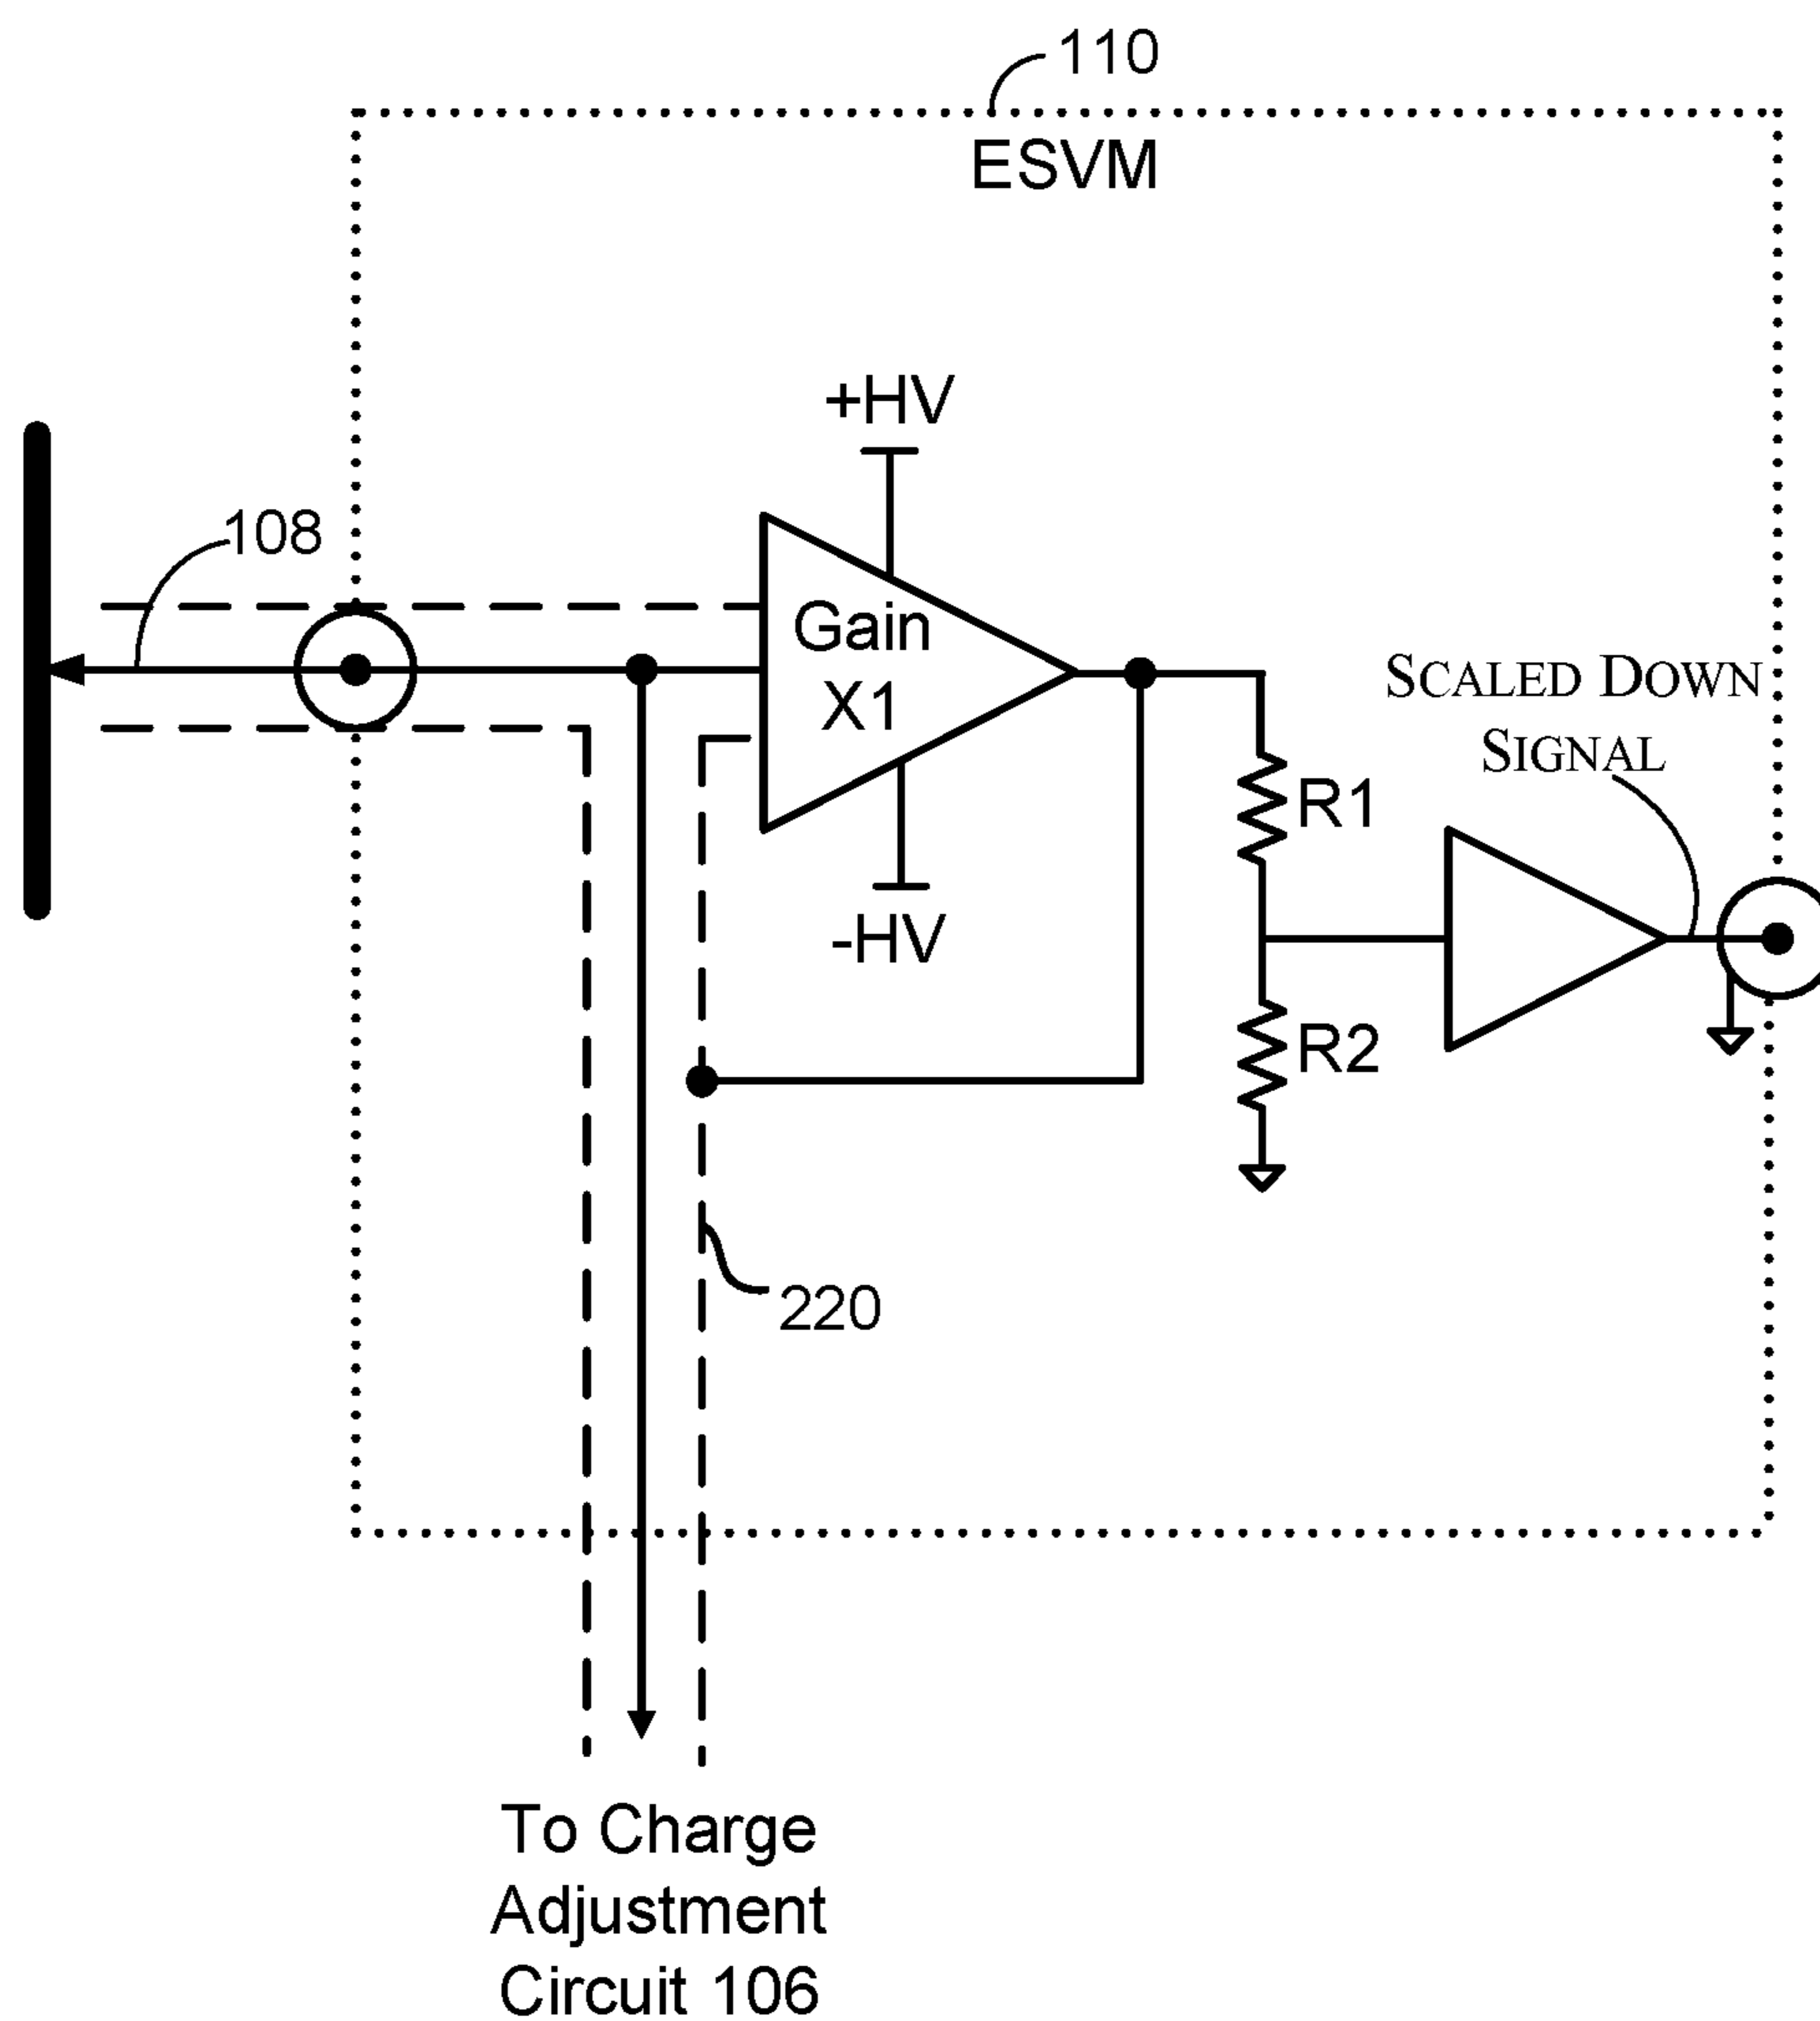 110
ESVM
+HV
108
Gain
X1
SCALED DOWN
SIGNAL
R1
-HV
R2
220
To Charge
Adjustment
Circuit 106